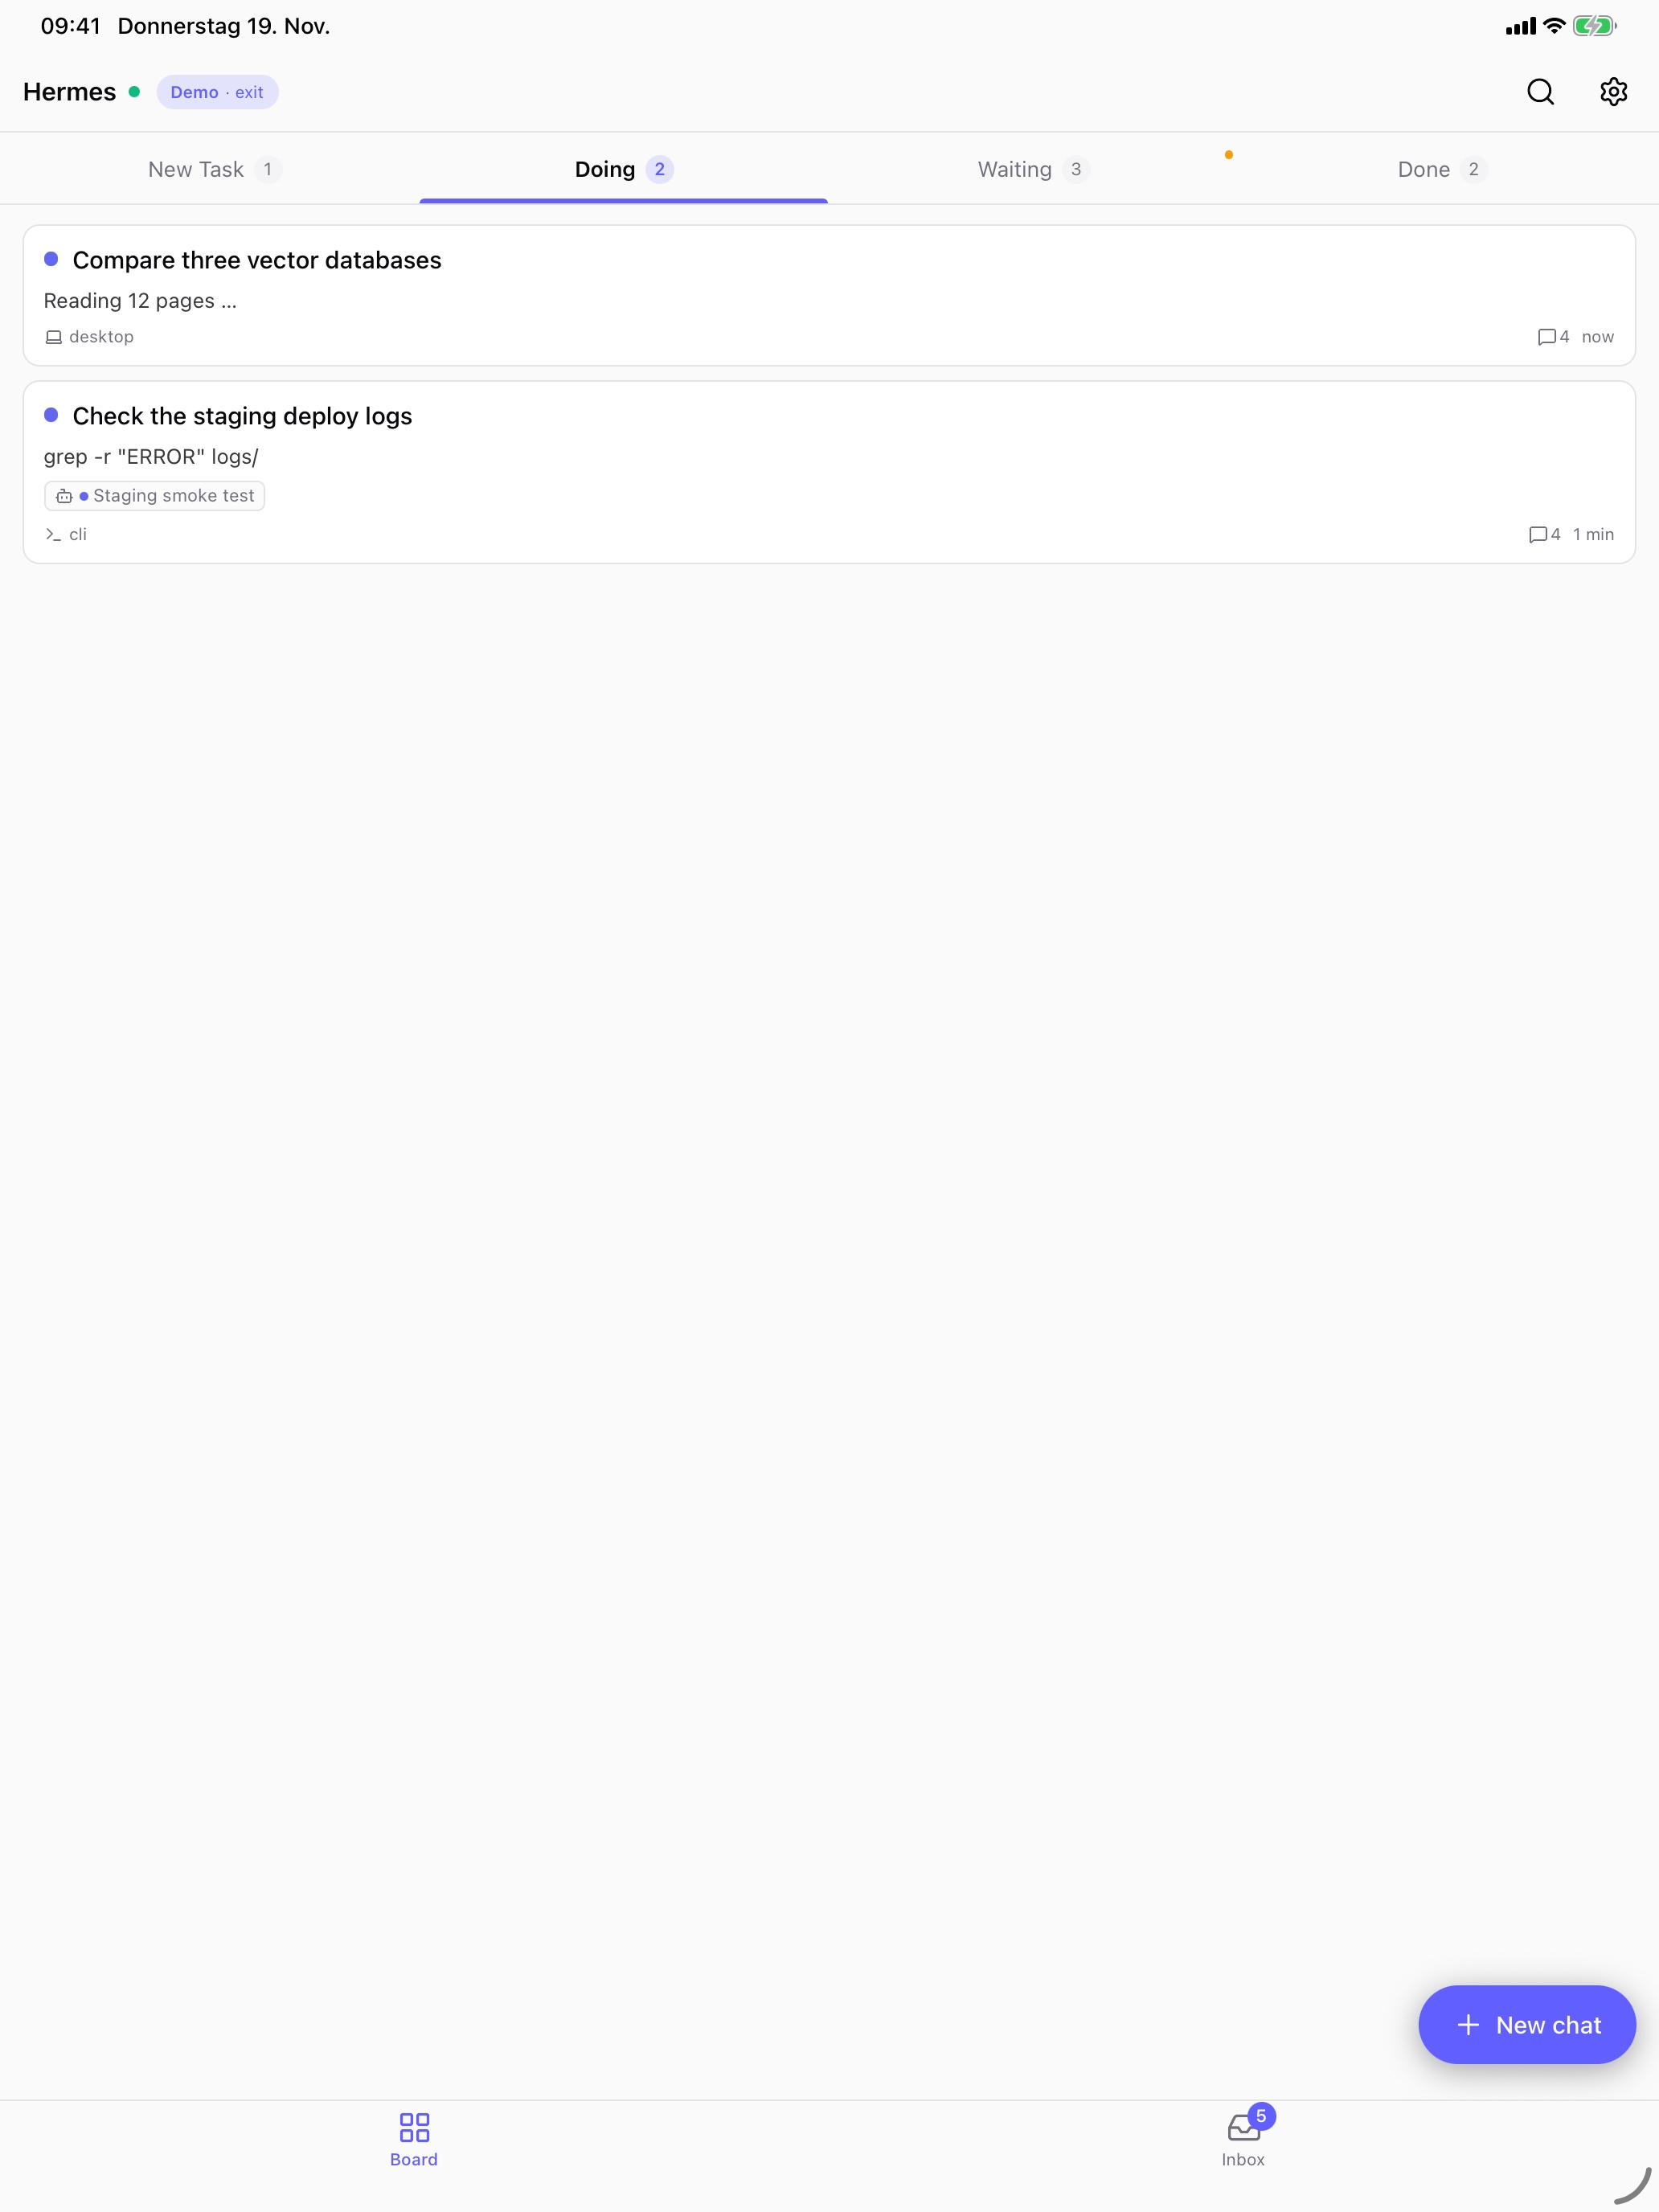 09:41 Donnerstag 19. Nov.
Hermes Demo · exit
New Task 1 Doing 2 Waiting 3 Done 2
Compare three vector databases
Reading 12 pages ...
desktop 4 now
Check the staging deploy logs
grep -r "ERROR" logs/
Staging smoke test
cli 4 1 min
New chat
5
Board Inbox